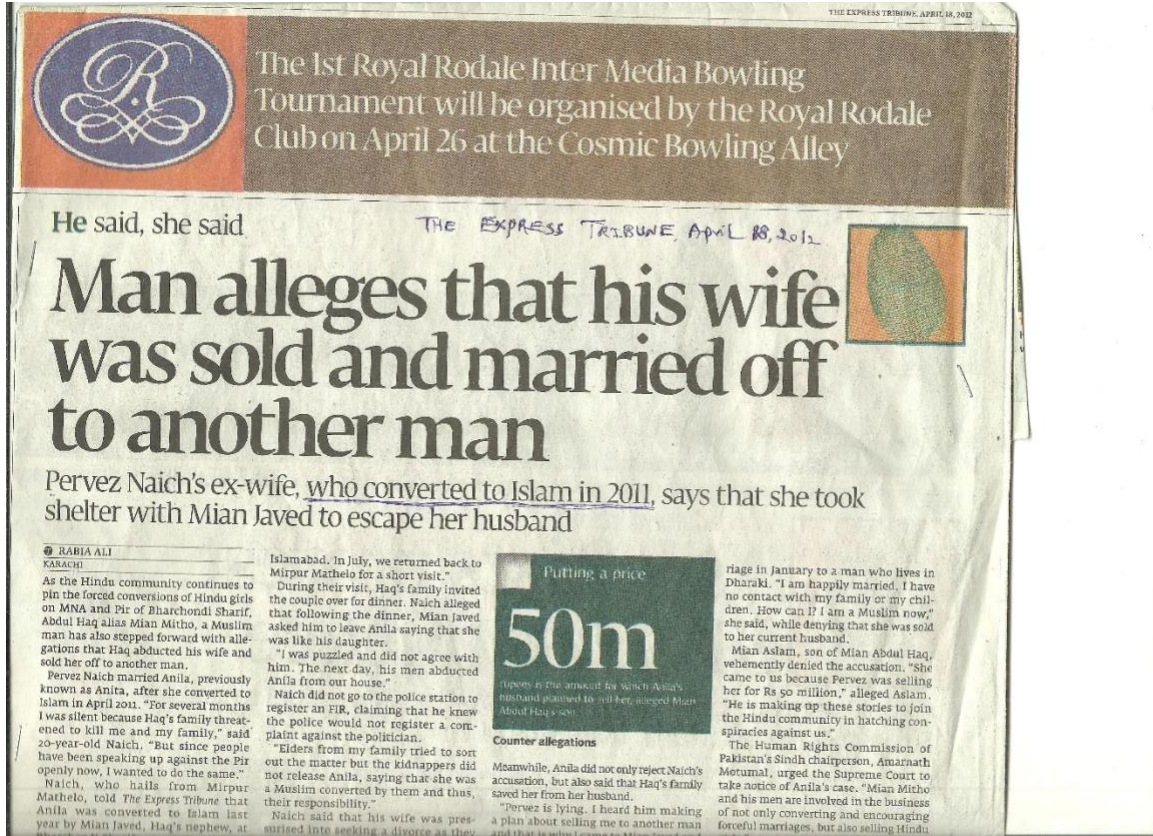 THE EXPRESS TRIBUNE, APRIL 18, 2012
R
The 1st Royal Rodale Inter Media Bowling
Tournament will be organised by the Royal Rodale
Club on April 26 at the Cosmic Bowling Alley
He said, she said
THE EXPRESS TRIBUNE, April 18, 2012
Man alleges that his wife
was sold and married off
to another man
Pervez Naich's ex-wife, who converted to Islam in 2011, says that she took
shelter with Mian Javed to escape her husband
RABIA ALI
KARACHI
As the Hindu community continues to
pin the forced conversions of Hindu girls
on MNA and Pir of Bharchondi Sharif,
Abdul Haq alias Mian Mitho, a Muslim
man has also stepped forward with alle-
gations that Haq abducted his wife and
sold her off to another man.
Pervez Naich married Anila, previously
known as Anita, after she converted to
Islam in April 2011. "For several months
I was silent because Haq's family threat-
ened to kill me and my family," said
20-year-old Naich. "But since people
have been speaking up against the Pir
openly now, I wanted to do the same."
Naich, who hails from Mirpur
Mathelo, told The Express Tribune that
Anila was converted to Islam last
year by Mian Javed, Haq's nephew, at
Islamabad. In July, we returned back to
Mirpur Mathelo for a short visit."
During their visit, Haq's family invited
the couple over for dinner. Naich alleged
that following the dinner, Mian Javed
asked him to leave Anila saying that she
was like his daughter.
"I was puzzled and did not agree with
him. The next day, his men abducted
Anila from our house."
Naich did not go to the police station to
register an FIR, claiming that he knew
the police would not register a com-
plaint against the politician.
"Elders from my family tried to sort
out the matter but the kidnappers did
not release Anila, saying that she was
a Muslim converted by them and thus,
their responsibility."
Naich said that his wife was pres-
surised into seeking a divorce as they
Putting a price
50m
rupees is the amount for which Anila's
husband planned to sell her, alleged Mian
Abdul Haq's son
Counter allegations
Meanwhile, Anila did not only reject Naich's
accusation, but also said that Haq's family
saved her from her husband.
"Pervez is lying. I heard him making
a plan about selling me to another man
riage in January to a man who lives in
Dharaki. "I am happily married. I have
no contact with my family or my chil-
dren. How can I? I am a Muslim now,"
she said, while denying that she was sold
to her current husband.
Mian Aslam, son of Mian Abdul Haq,
vehemently denied the accusation. "She
came to us because Pervez was selling
her for Rs 50 million," alleged Aslam.
"He is making up these stories to join
the Hindu community in hatching con-
spiracies against us."
The Human Rights Commission of
Pakistan's Sindh chairperson, Amarnath
Motumal, urged the Supreme Court to
take notice of Anila's case. "Mian Mitho
and his men are involved in the business
of not only converting and encouraging
forceful marriages, but also selling Hindu